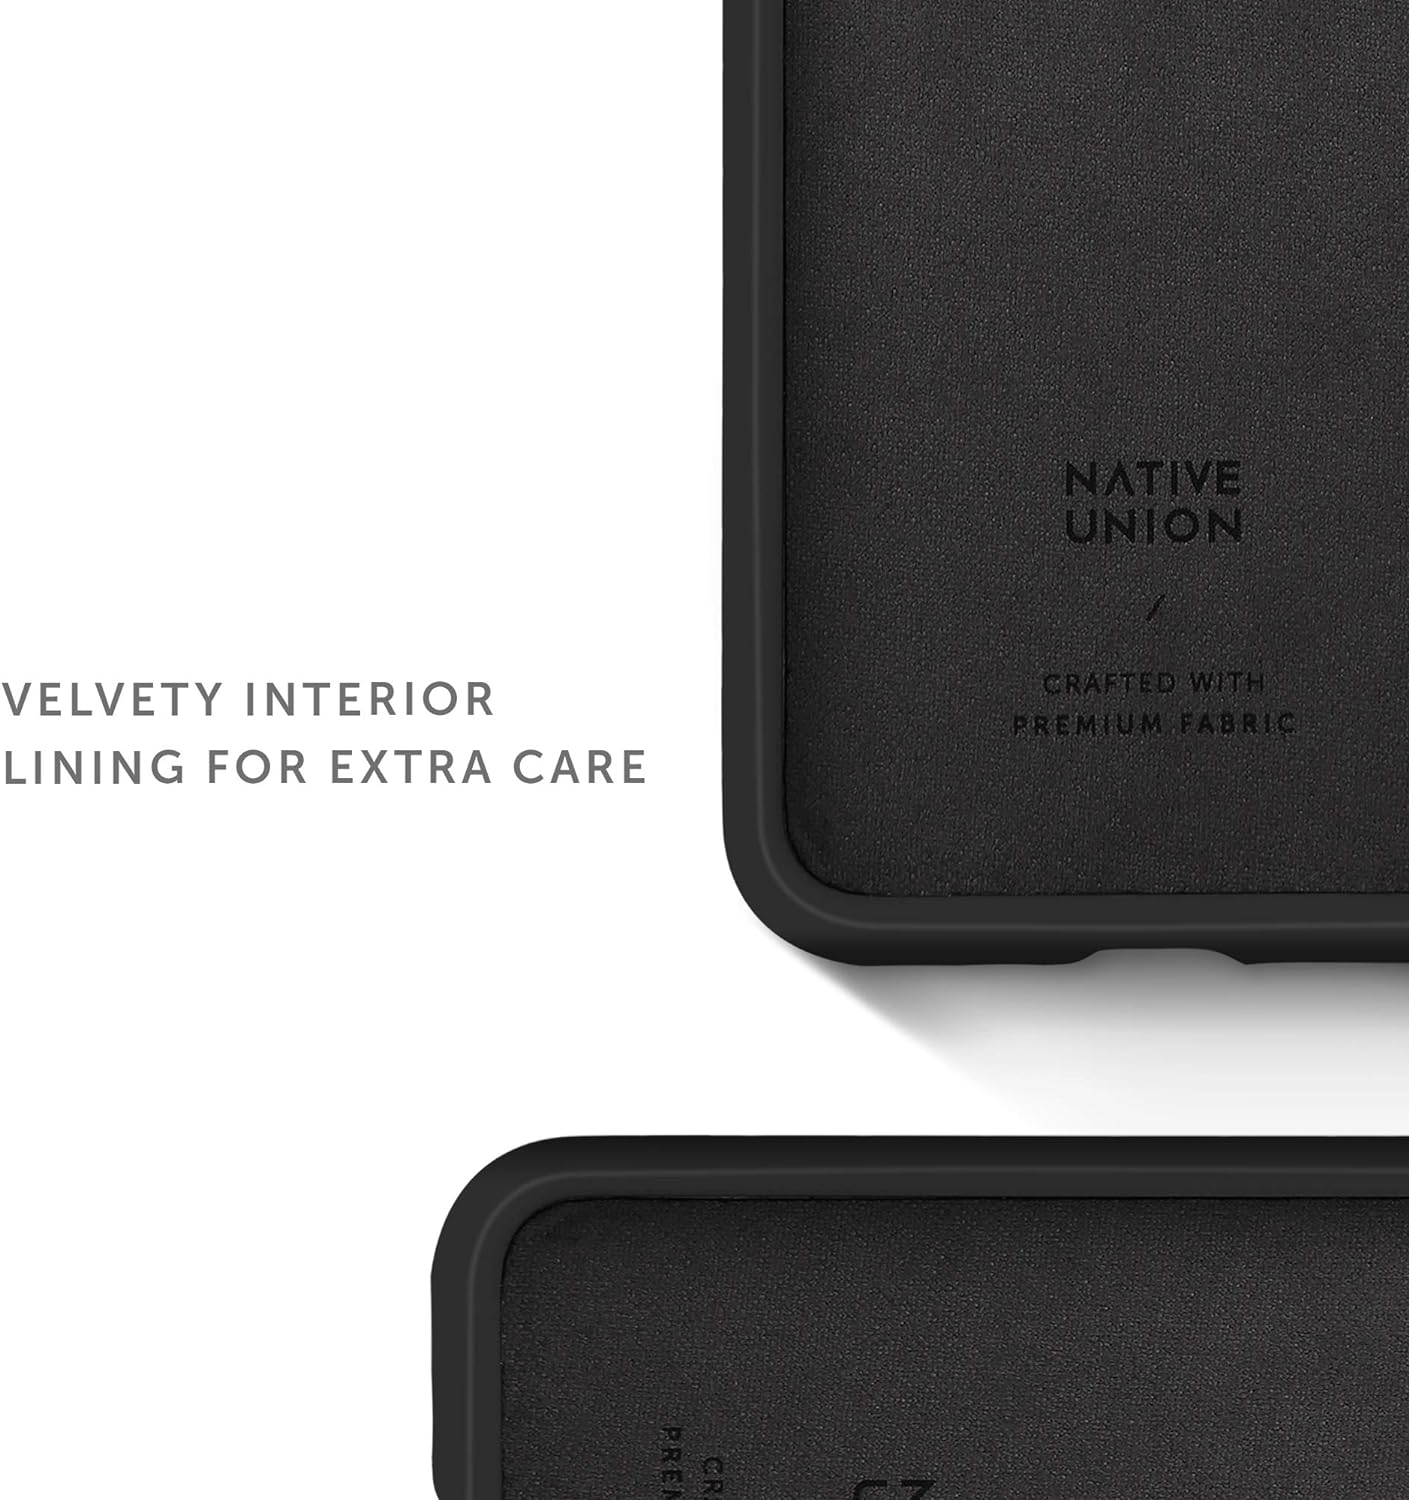 VELVETY INTERIOR
LINING FOR EXTRA CARE
NATIVE
UNION
/
CRAFTED WITH
PREMIUM FABRIC